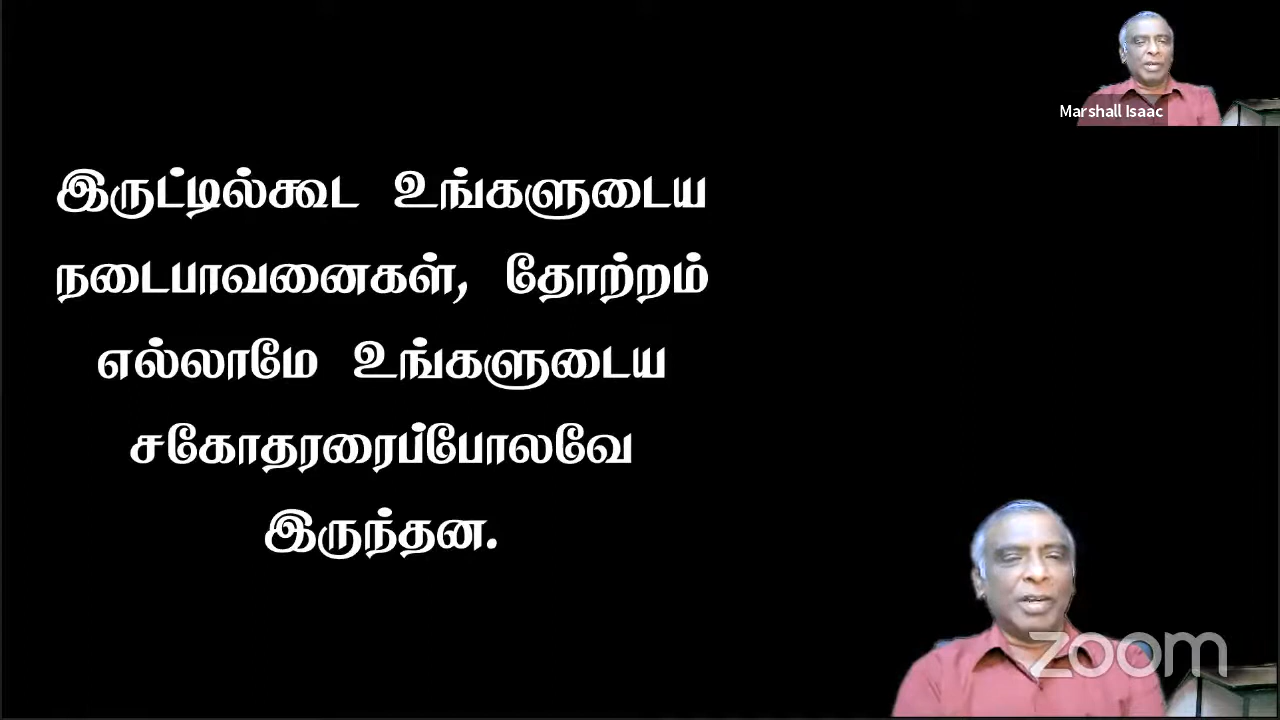 Marshall Isaac
இருட்டில்கூட உங்களுடைய
நடைபாவனைகள், தோற்றம்
எல்லாமே உங்களுடைய
சகோதரரைப்போலவே
இருந்தன.
zoom